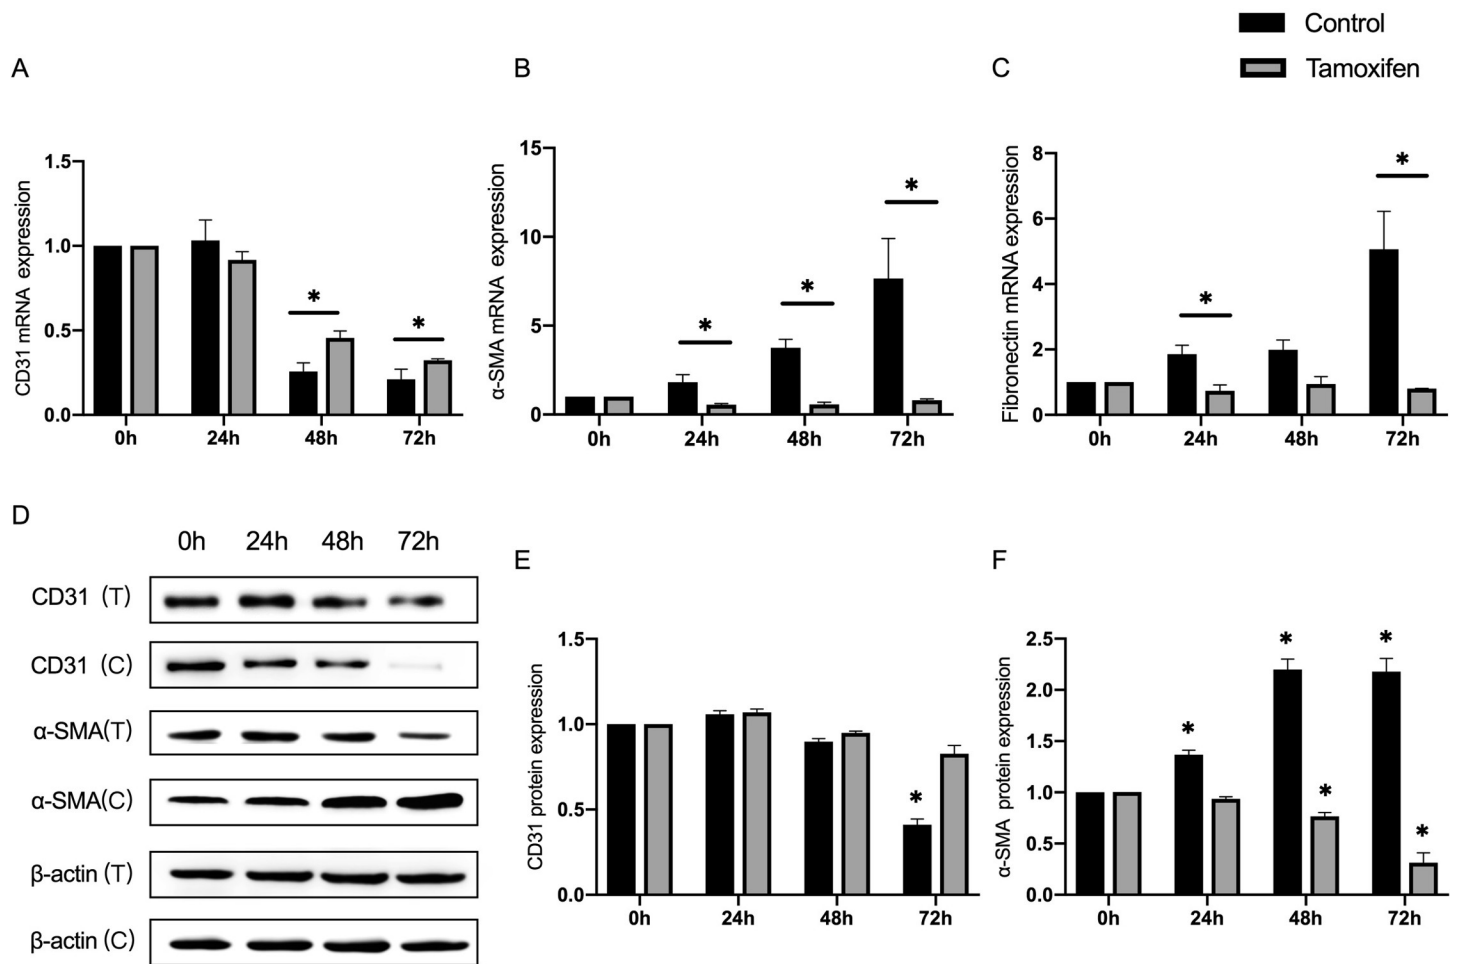 Control
Tamoxifen
A
CD31 mRNA expression
1.5
1.0
0.5
0.0
0h 24h 48h 72h
* *
B
α-SMA mRNA expression
15
10
5
0
0h 24h 48h 72h
* * *
C
Fibronectin mRNA expression
8
6
4
2
0
0h 24h 48h 72h
* *
D
0h 24h 48h 72h
CD31 (T)
CD31 (C)
α-SMA(T)
α-SMA(C)
β-actin (T)
β-actin (C)
E
CD31 protein expression
1.5
1.0
0.5
0.0
0h 24h 48h 72h
*
F
α-SMA protein expression
2.5
2.0
1.5
1.0
0.5
0.0
0h 24h 48h 72h
* * * * *